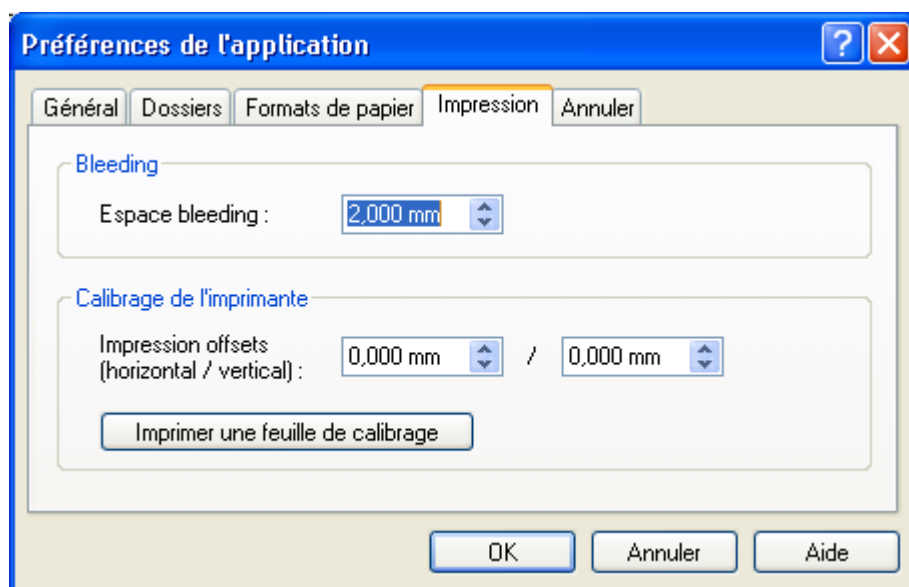 Préférences de l'application
Général Dossiers Formats de papier Impression Annuler
Bleeding
Espace bleeding : 2,000 mm
Calibrage de l'imprimante
Impression offsets
(horizontal / vertical) : 0,000 mm / 0,000 mm
Imprimer une feuille de calibrage
OK Annuler Aide